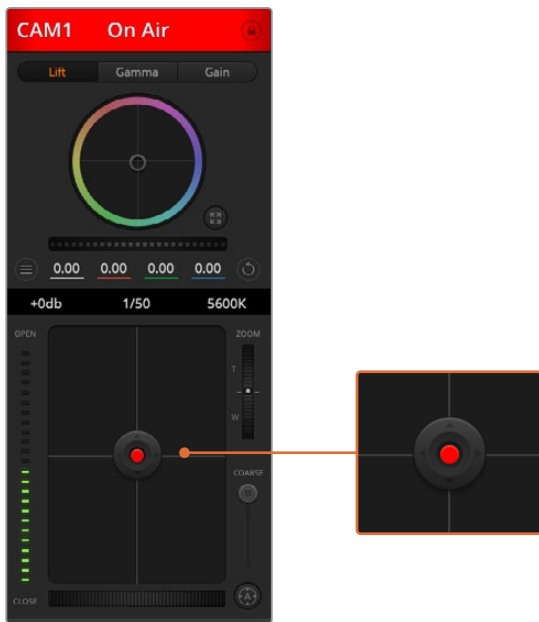 CAM1 On Air
Lift Gamma Gain
0.00 0.00 0.00 0.00
+0db 1/50 5600K
OPEN ZOOM
T
W
COARSE
A
CLOSE